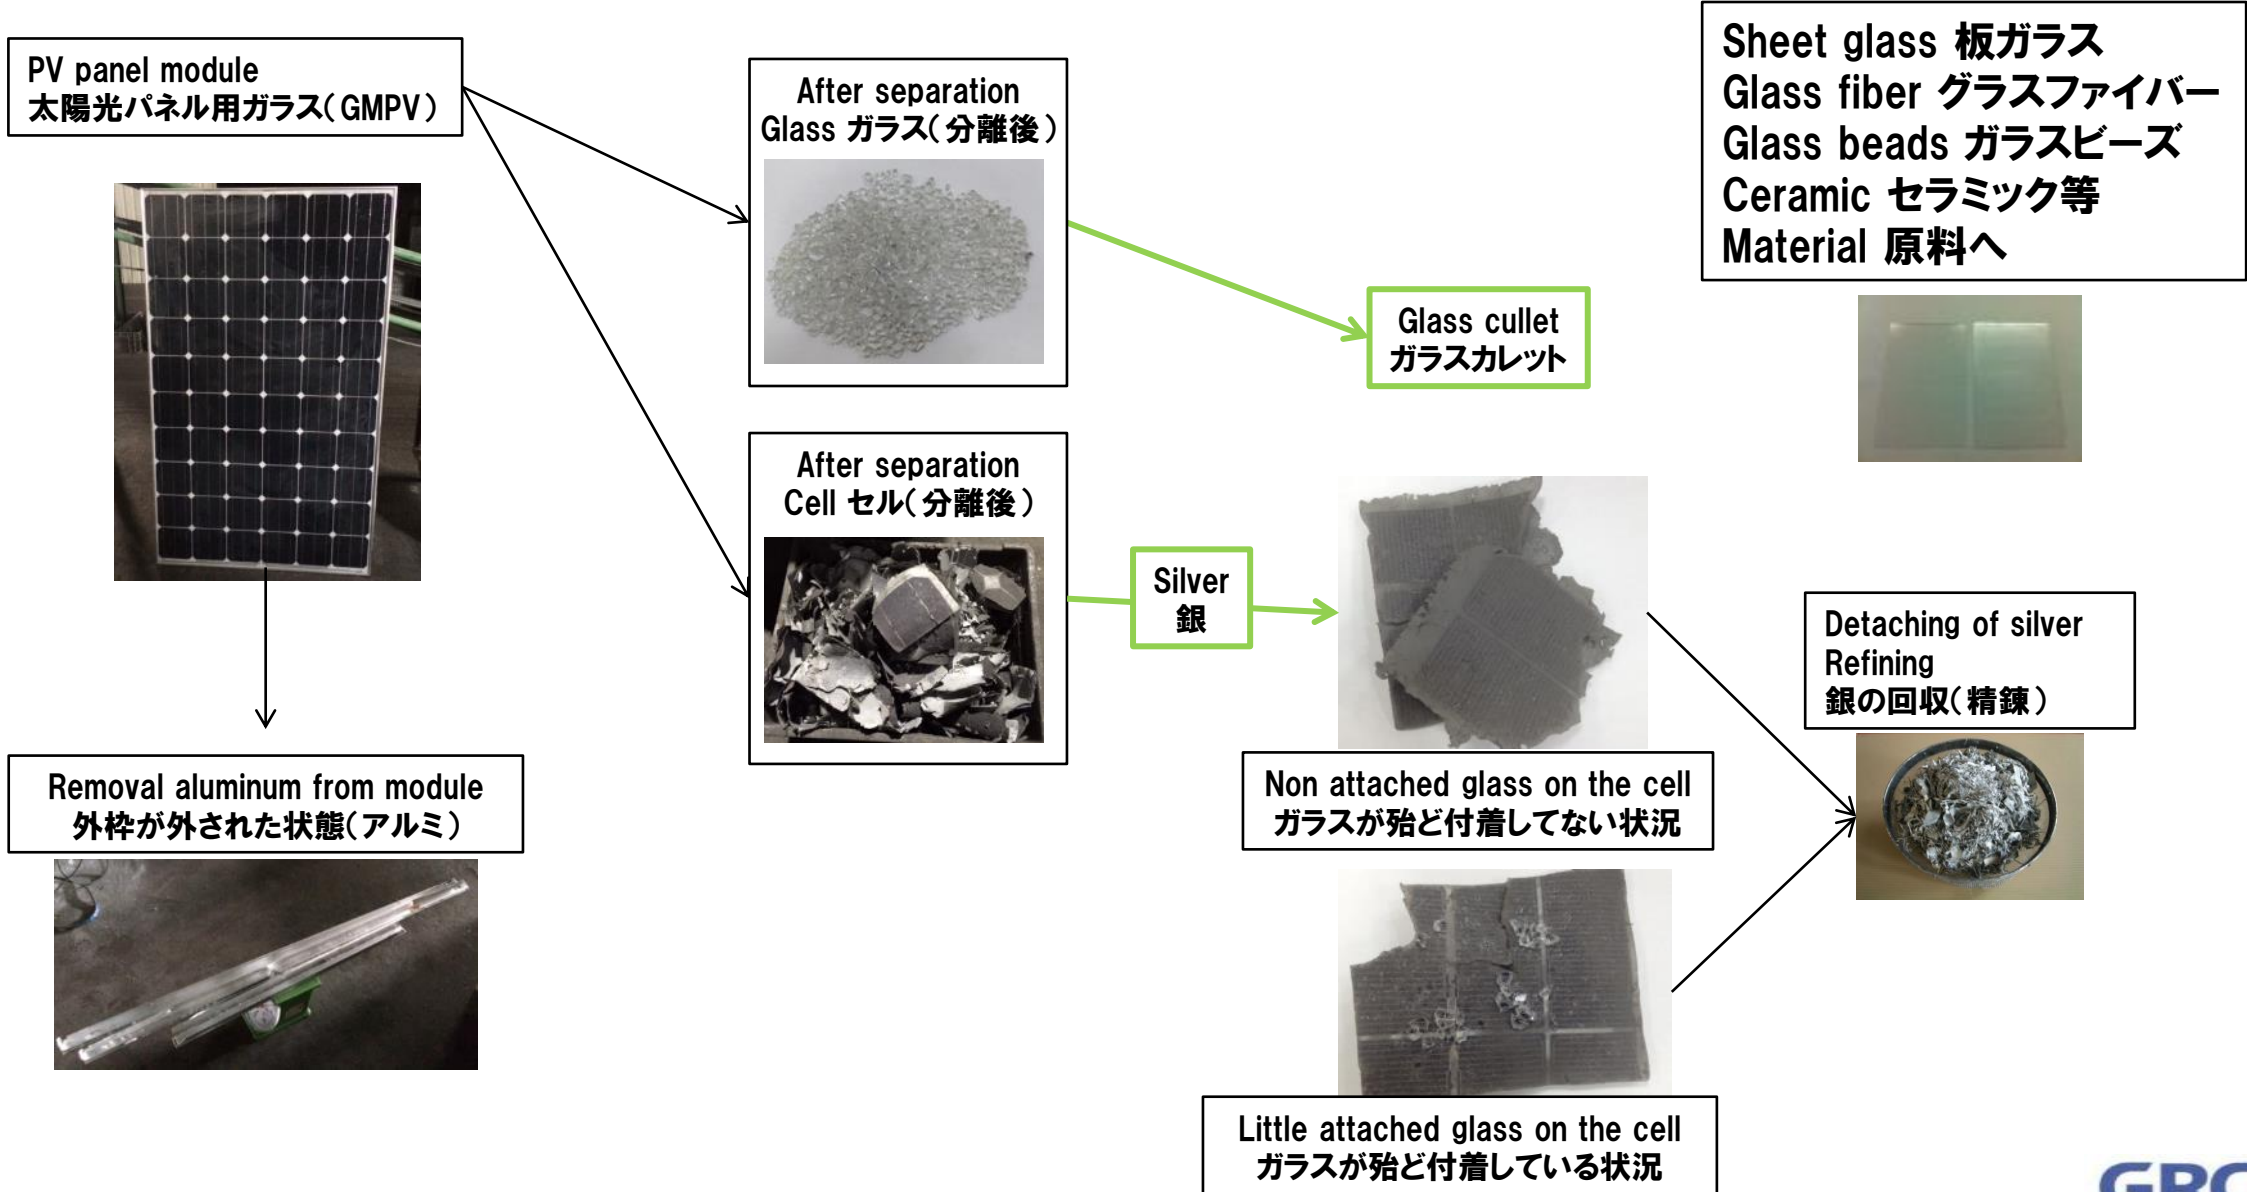 PV panel module
太陽光パネル用ガラス(GMPV)
After separation
Glass ガラス(分離後)
Sheet glass 板ガラス
Glass fiber グラスファイバー
Glass beads ガラスビーズ
Ceramic セラミック等
Material 原料へ
Glass cullet
ガラスカレット
After separation
Cell セル(分離後)
Silver
銀
Detaching of silver
Refining
銀の回収(精錬)
Removal aluminum from module
外枠が外された状態(アルミ)
Non attached glass on the cell
ガラスが殆ど付着してない状況
Little attached glass on the cell
ガラスが殆ど付着している状況